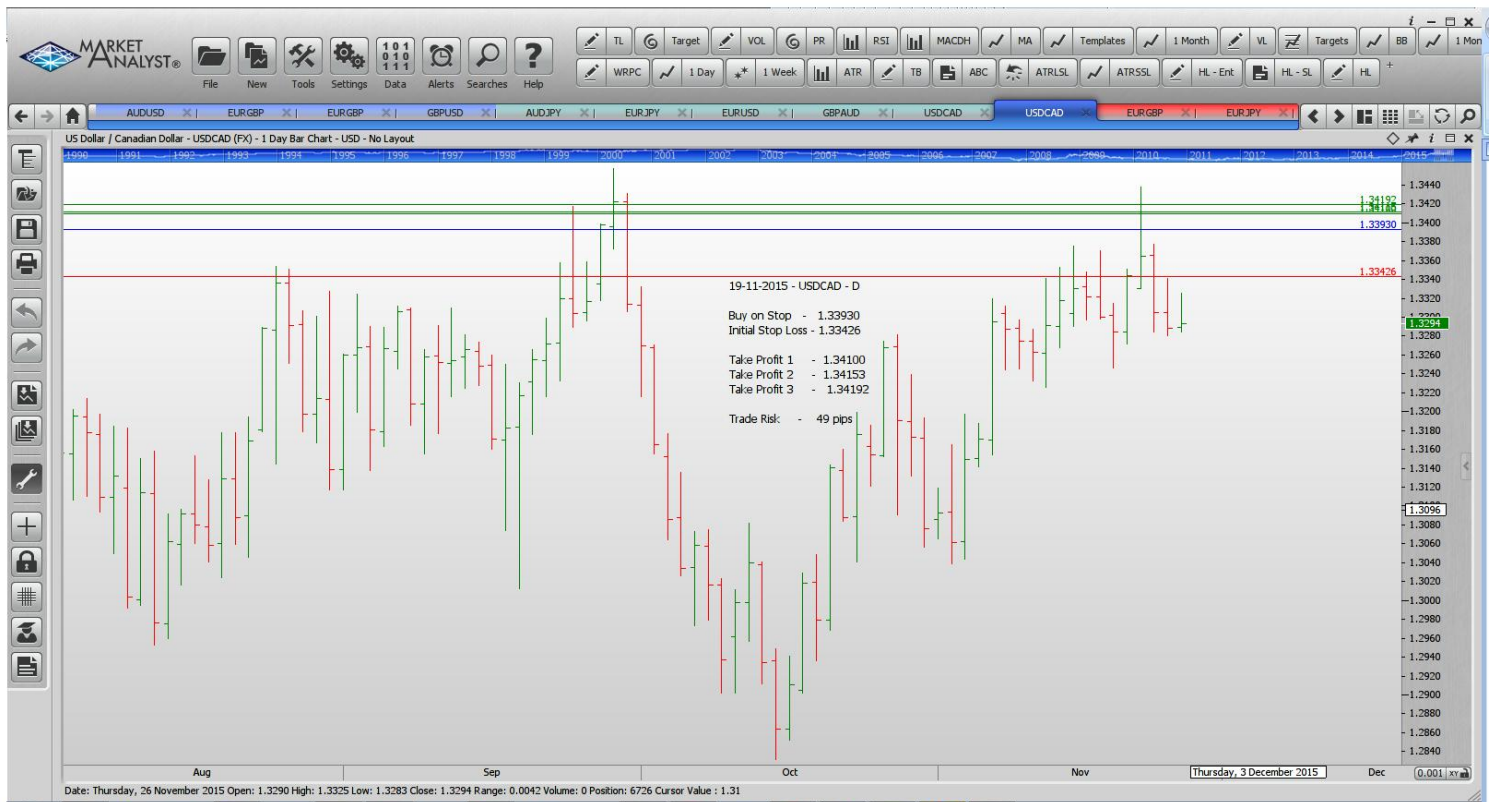 MARKET
ANALYST®
File New Tools Settings Data Alerts Searches Help
TL Target VOL PR RSI MACDH MA Templates 1 Month VL Targets BB 1 Mon
WRPC 1 Day 1 Week ATR TB ABC ATRLSL ATRSSL HL - Ent HL - SL HL +
AUDUSD EURGBP EURGBP GBPUSD AUDJPY EURJPY EURUSD GBPAUD USDCAD USDCAD EURGBP EURJPY
US Dollar / Canadian Dollar - USDCAD (FX) - 1 Day Bar Chart - USD - No Layout
1990 1991 1992 1993 1994 1995 1996 1997 1998 1999 2000 2001 2002 2003 2004 2005 2006 2007 2008 2009 2010 2011 2012 2013 2014 2015
1.3440
1.34192
1.3420
1.3400
1.33930
1.3380
1.3360
1.33426
1.3340
19-11-2015 - USDCAD - D
1.3320
Buy on Stop - 1.33930
1.3294
Initial Stop Loss - 1.33426
1.3280
Take Profit 1 - 1.34100
1.3260
Take Profit 2 - 1.34153
1.3240
Take Profit 3 - 1.34192
1.3220
1.3200
Trade Risk - 49 pips
1.3180
1.3160
1.3140
1.3120
1.3096
1.3080
1.3060
1.3040
1.3020
1.3000
1.2980
1.2960
1.2940
1.2920
1.2900
1.2880
1.2860
1.2840
Aug Sep Oct Nov Thursday, 3 December 2015 Dec 0.001 XY
Date: Thursday, 26 November 2015 Open: 1.3290 High: 1.3325 Low: 1.3283 Close: 1.3294 Range: 0.0042 Volume: 0 Position: 6726 Cursor Value : 1.31